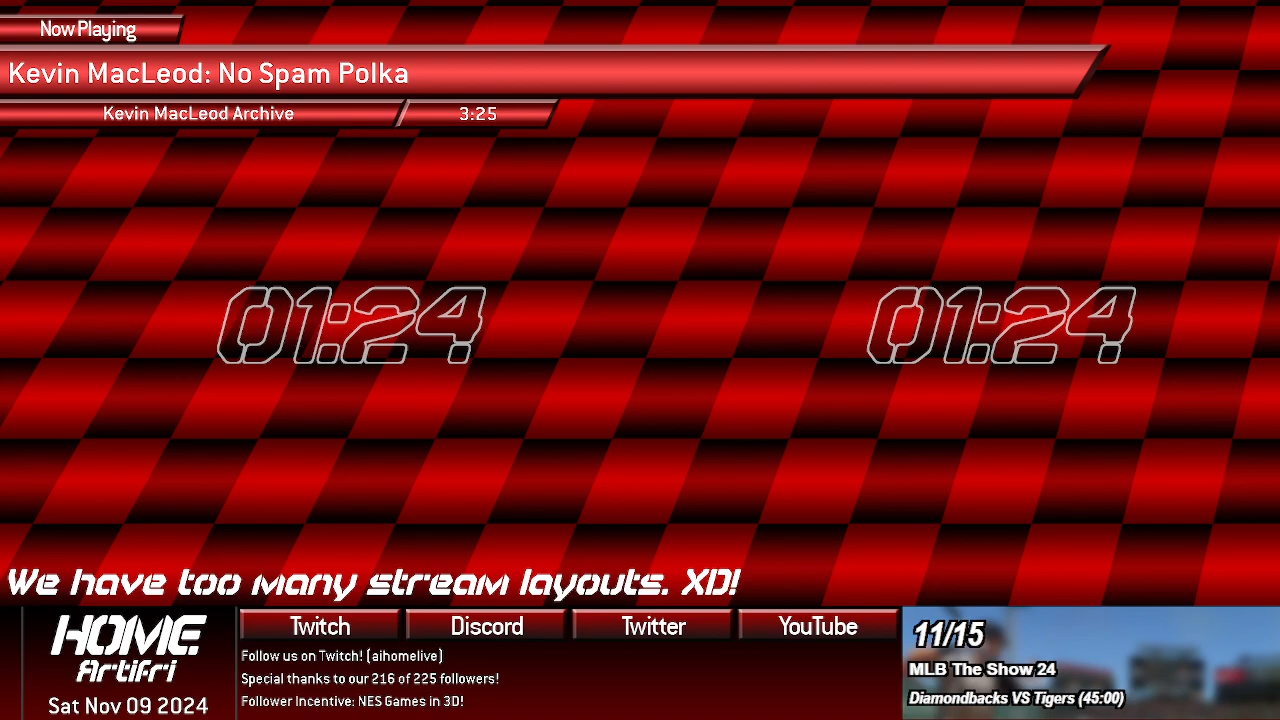 Now Playing
Kevin MacLeod: No Spam Polka
Kevin MacLeod Archive
3:25
01:24
01:24
We have too many stream layouts. XD!
HOME
Artifri
Sat Nov 09 2024
Twitch
Discord
Twitter
YouTube
Follow us on Twitch! (aihomelive)
Special thanks to our 216 of 225 followers!
Follower Incentive: NES Games in 3D!
11/15
MLB The Show 24
Diamondbacks VS Tigers (45:00)